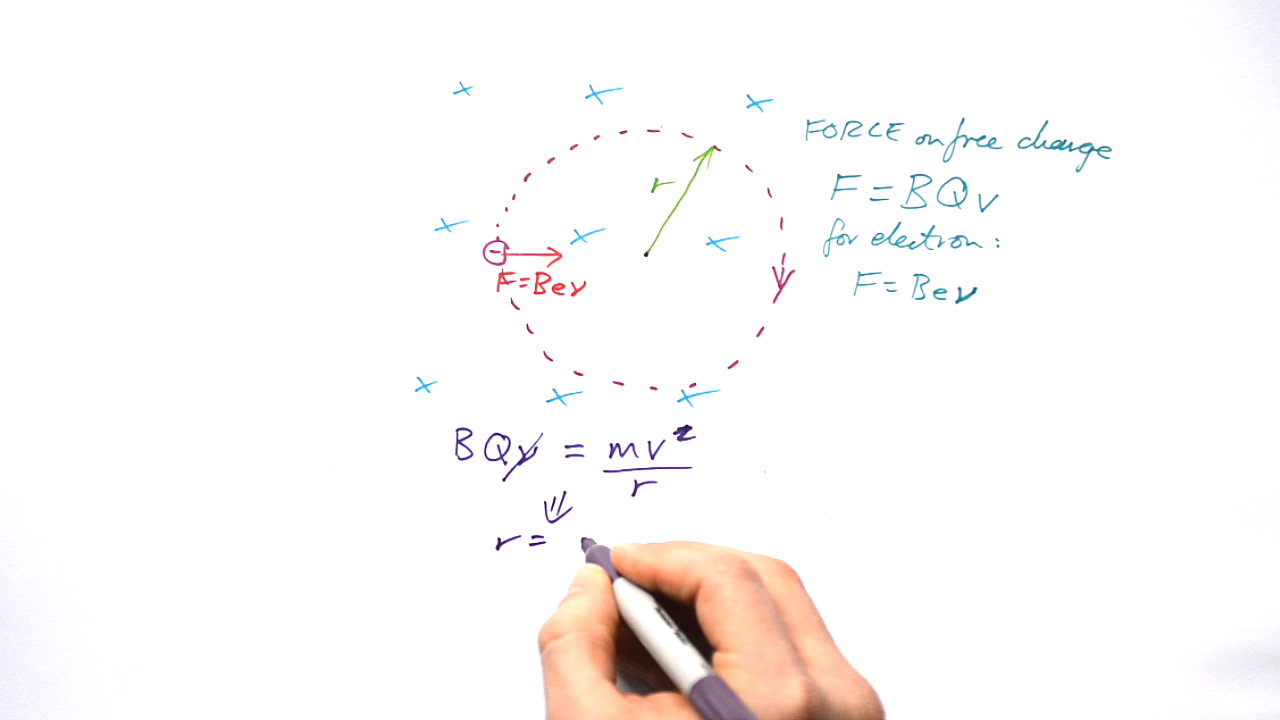 FORCE on free charge
F = BQv
for electron:
F = Bev
r
−
F=Bev
BQv = mv²/r
⇓
r =